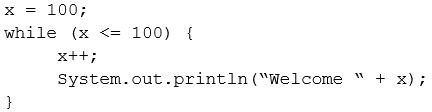 x = 100;
while (x <= 100) {
x++;
System.out.println(“Welcome “ + x);
}